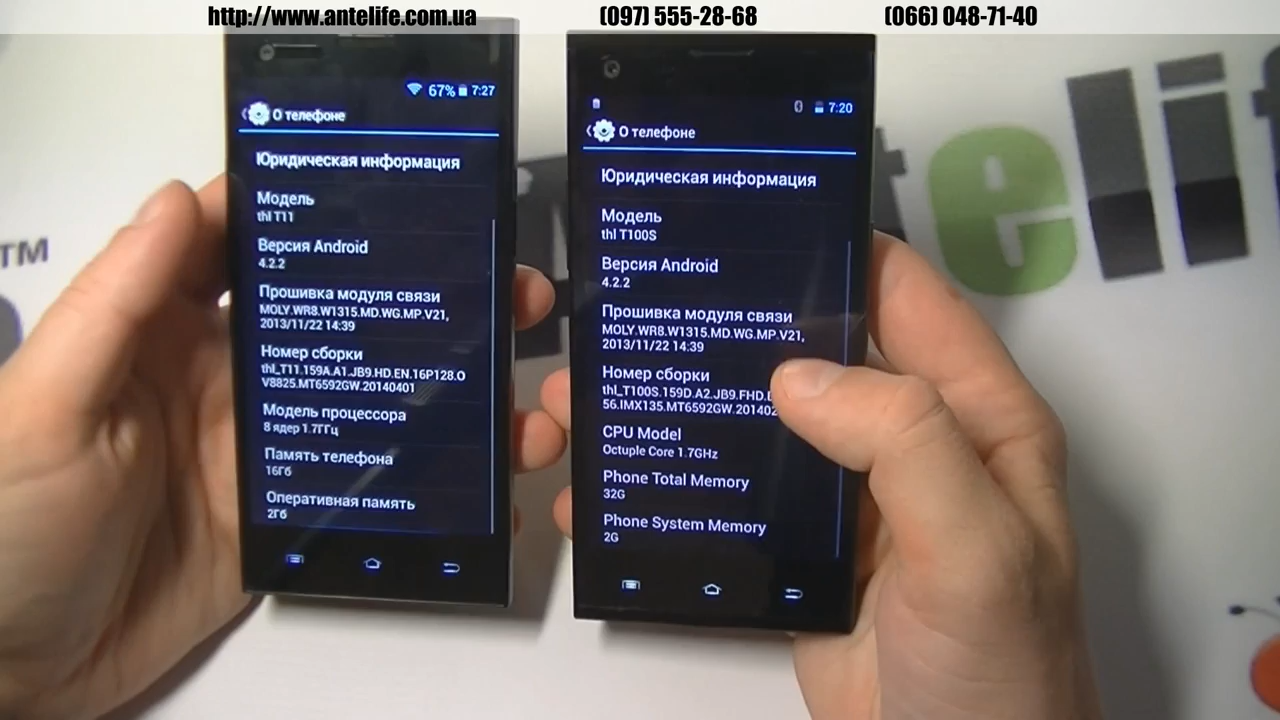 http://www.antelife.com.ua (097) 555-28-68 (066) 048-71-40
67% 7:27
О телефоне
Юридическая информация
Модель
thl T11
Версия Android
4.2.2
Прошивка модуля связи
MOLY.WR8.W1315.MD.WG.MP.V21,
2013/11/22 14:39
Номер сборки
thl_T11.159A.A1.JB9.HD.EN.16P128.O
V8825.MT6592GW.20140401
Модель процессора
8 ядер 1.7ГГц
Память телефона
16Гб
Оперативная память
2Гб
7:20
О телефоне
Юридическая информация
Модель
thl T100S
Версия Android
4.2.2
Прошивка модуля связи
MOLY.WR8.W1315.MD.WG.MP.V21,
2013/11/22 14:39
Номер сборки
thl_T100S.159D.A2.JB9.FHD.
56.IMX135.MT6592GW.201402
CPU Model
Octuple Core 1.7GHz
Phone Total Memory
32G
Phone System Memory
2G
TM
teli